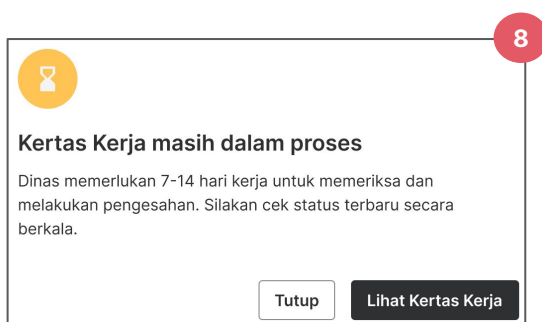 8
Kertas Kerja masih dalam proses
Dinas memerlukan 7-14 hari kerja untuk memeriksa dan
melakukan pengesahan. Silakan cek status terbaru secara
berkala.
Tutup
Lihat Kertas Kerja